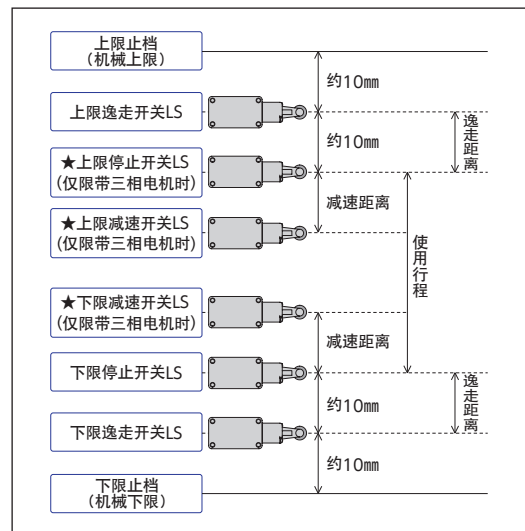 上限止档
(机械上限)
约10mm
上限逸走开关LS
约10mm
逸走距离
★上限停止开关LS
(仅限带三相电机时)
减速距离
★上限减速开关LS
(仅限带三相电机时)
使用行程
★下限减速开关LS
(仅限带三相电机时)
减速距离
下限停止开关LS
约10mm
逸走距离
下限逸走开关LS
约10mm
下限止档
(机械下限)